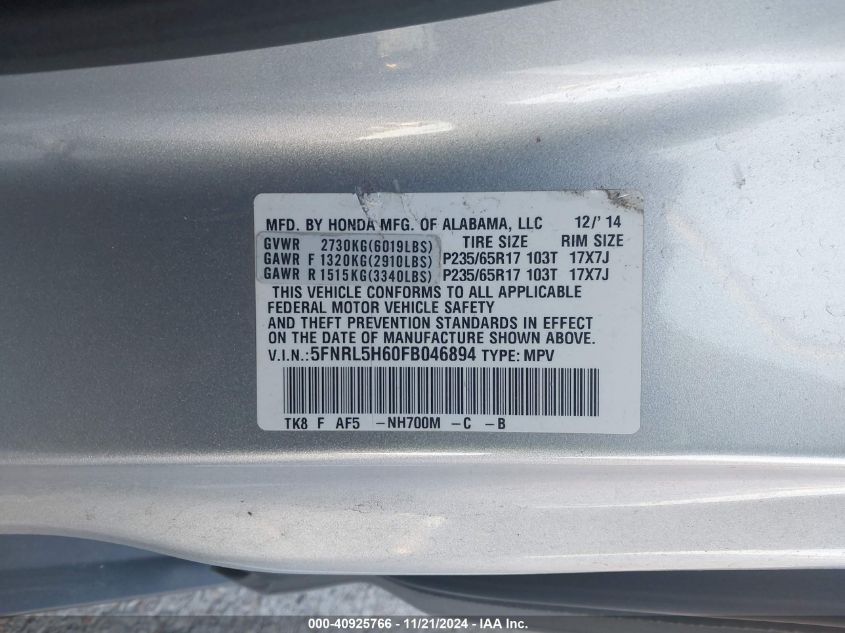 MFD. BY HONDA MFG. OF ALABAMA, LLC 12/'14
GVWR 2730KG(6019LBS) TIRE SIZE RIM SIZE
GAWR F 1320KG(2910LBS) P235/65R17 103T 17X7J
GAWR R 1515KG(3340LBS) P235/65R17 103T 17X7J
THIS VEHICLE CONFORMS TO ALL APPLICABLE
FEDERAL MOTOR VEHICLE SAFETY
AND THEFT PREVENTION STANDARDS IN EFFECT
ON THE DATE OF MANUFACTURE SHOWN ABOVE.
V.I.N.: 5FNRL5H60FB046894 TYPE: MPV
TK8 F AF5 -NH700M -C -B
--- 40925766 - 11/21/2024 - IAAI Inc.